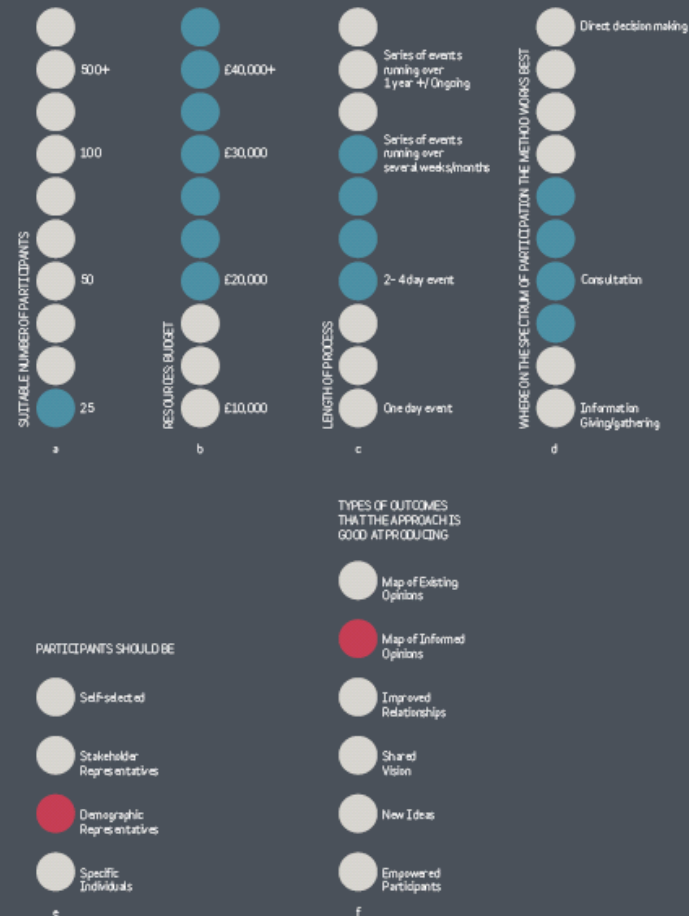 SUITABLE NUMBER OF PARTICIPANTS
500+
100
50
25
a
RESOURCES: BUDGET
£40,000+
£30,000
£20,000
£10,000
b
LENGTH OF PROCESS
Series of events
running over
1 year +/ Ongoing
Series of events
running over
several weeks/months
2- 4 day event
One day event
c
WHERE ON THE SPECTRUM OF PARTICIPATION THE METHOD WORKS BEST
Direct decision making
Consultation
Information
Giving/gathering
d
PARTICIPANTS SHOULD BE
Self-selected
Stakeholder
Representatives
Demographic
Representatives
Specific
Individuals
e
TYPES OF OUTCOMES
THAT THE APPROACH IS
GOOD AT PRODUCING
Map of Existing
Opinions
Map of Informed
Opinions
Improved
Relationships
Shared
Vision
New Ideas
Empowered
Participants
f